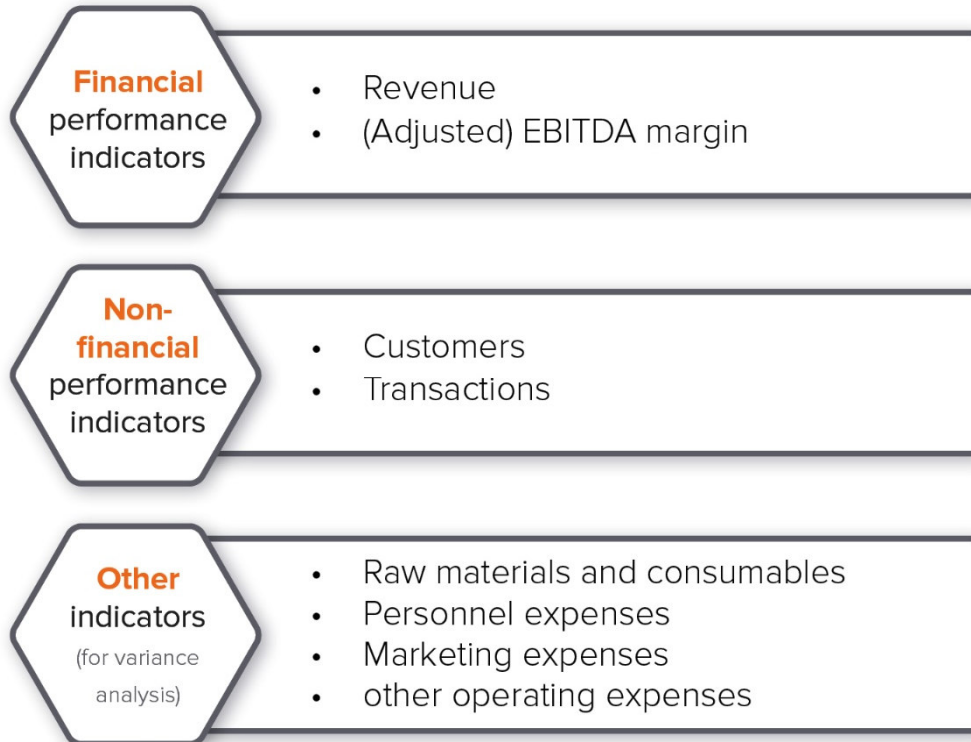 Financial
performance
indicators
• Revenue
• (Adjusted) EBITDA margin
Non-
financial
performance
indicators
• Customers
• Transactions
Other
indicators
(for variance
analysis)
• Raw materials and consumables
• Personnel expenses
• Marketing expenses
• other operating expenses